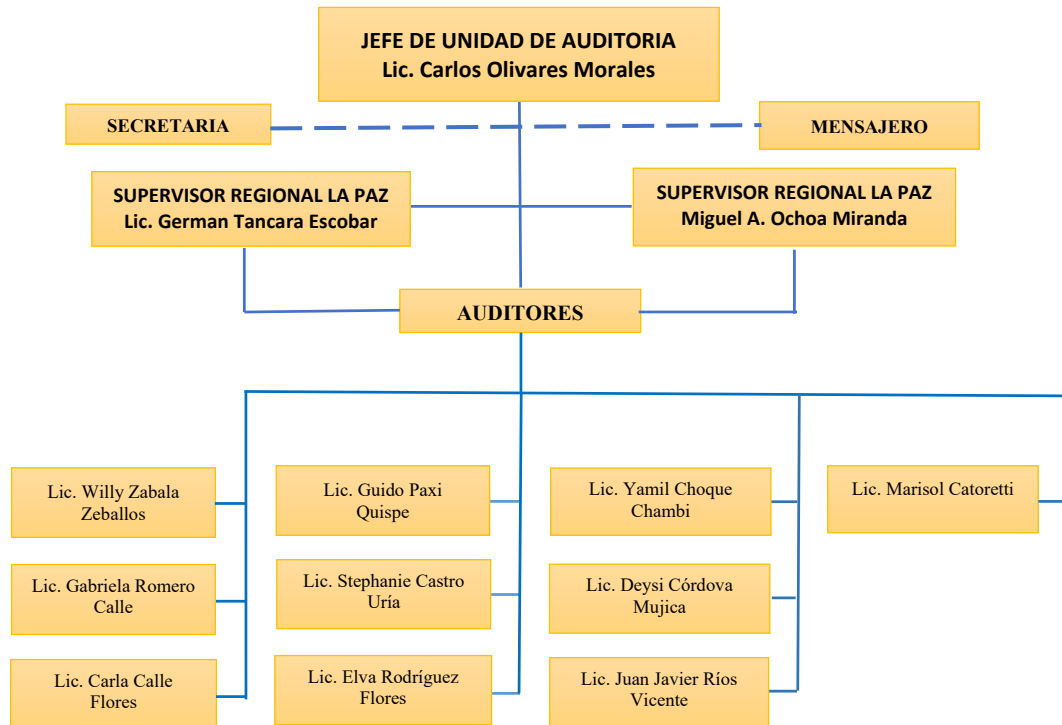 JEFE DE UNIDAD DE AUDITORIA
Lic. Carlos Olivares Morales
SECRETARIA
MENSAJERO
SUPERVISOR REGIONAL LA PAZ
Lic. German Tancara Escobar
SUPERVISOR REGIONAL LA PAZ
Miguel A. Ochoa Miranda
AUDITORES
Lic. Willy Zabala
Zeballos
Lic. Guido Paxi
Quispe
Lic. Yamil Choque
Chambi
Lic. Marisol Catoretti
Lic. Gabriela Romero
Calle
Lic. Stephanie Castro
Uría
Lic. Deysi Córdova
Mujica
Lic. Carla Calle
Flores
Lic. Elva Rodríguez
Flores
Lic. Juan Javier Ríos
Vicente